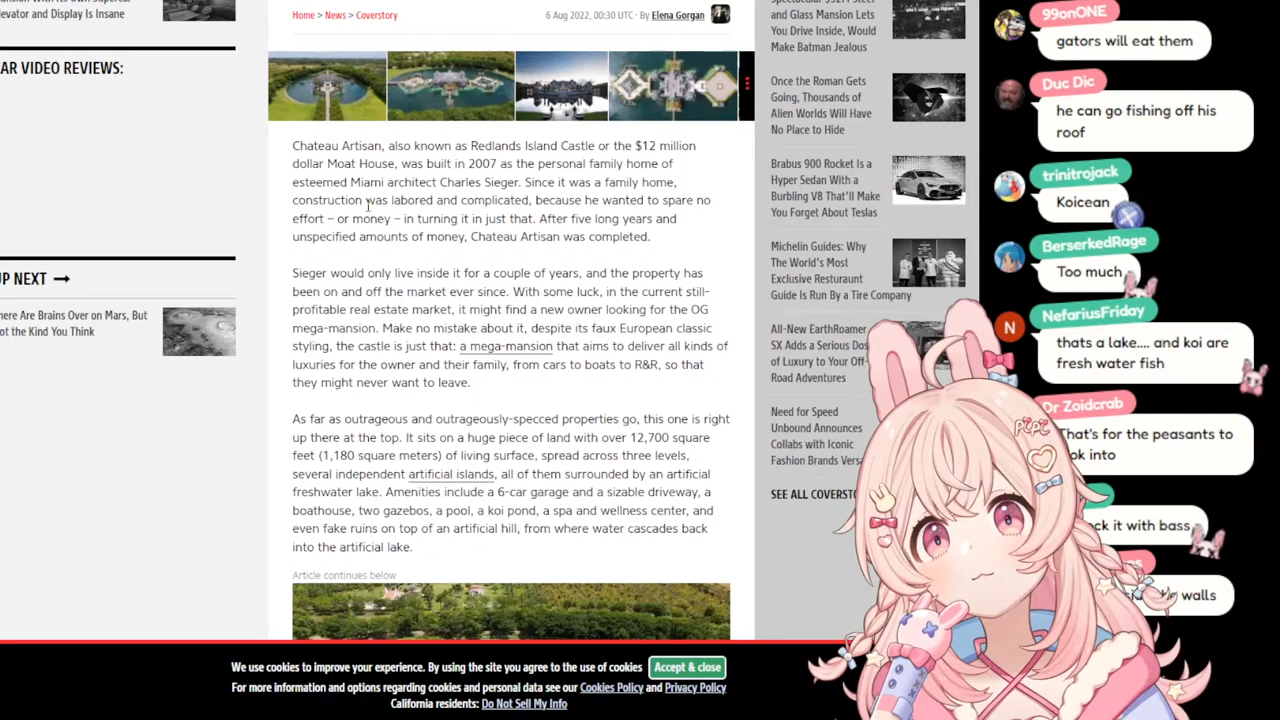 levator and Display Is Insane
AR VIDEO REVIEWS:
UP NEXT →
here Are Brains Over on Mars, But
ot the Kind You Think
Home > News > Coverstory
6 Aug 2022, 00:30 UTC · By Elena Gorgan
Chateau Artisan, also known as Redlands Island Castle or the $12 million
dollar Moat House, was built in 2007 as the personal family home of
esteemed Miami architect Charles Sieger. Since it was a family home,
construction was labored and complicated, because he wanted to spare no
effort – or money – in turning it in just that. After five long years and
unspecified amounts of money, Chateau Artisan was completed.
Sieger would only live inside it for a couple of years, and the property has
been on and off the market ever since. With some luck, in the current still-
profitable real estate market, it might find a new owner looking for the OG
mega-mansion. Make no mistake about it, despite its faux European classic
styling, the castle is just that: a mega-mansion that aims to deliver all kinds of
luxuries for the owner and their family, from cars to boats to R&R, so that
they might never want to leave.
As far as outrageous and outrageously-specced properties go, this one is right
up there at the top. It sits on a huge piece of land with over 12,700 square
feet (1,180 square meters) of living surface, spread across three levels,
several independent artificial islands, all of them surrounded by an artificial
freshwater lake. Amenities include a 6-car garage and a sizable driveway, a
boathouse, two gazebos, a pool, a koi pond, a spa and wellness center, and
even fake ruins on top of an artificial hill, from where water cascades back
into the artificial lake.
Article continues below
and Glass Mansion Lets
You Drive Inside, Would
Make Batman Jealous
Once the Roman Gets
Going, Thousands of
Alien Worlds Will Have
No Place to Hide
Brabus 900 Rocket Is a
Hyper Sedan With a
Burbling V8 That'll Make
You Forget About Teslas
Michelin Guides: Why
The World's Most
Exclusive Resturaunt
Guide Is Run By a Tire Company
All-New EarthRoamer
SX Adds a Serious Dos
of Luxury to Your Off-
Road Adventures
Need for Speed
Unbound Announces
Collabs with Iconic
Fashion Brands Versa
SEE ALL COVERSTO
99onONE
gators will eat them
Duc Dic
he can go fishing off his
roof
trinitrojack
Koicean
BerserkedRage
Too much
NefariusFriday
N
thats a lake.... and koi are
fresh water fish
Dr Zoidcrab
That's for the peasants to
ok into
ck it with bass
walls
PiPi
We use cookies to improve your experience. By using the site you agree to the use of cookies
Accept & close
For more information and options regarding cookies and personal data see our Cookies Policy and Privacy Policy
California residents: Do Not Sell My Info